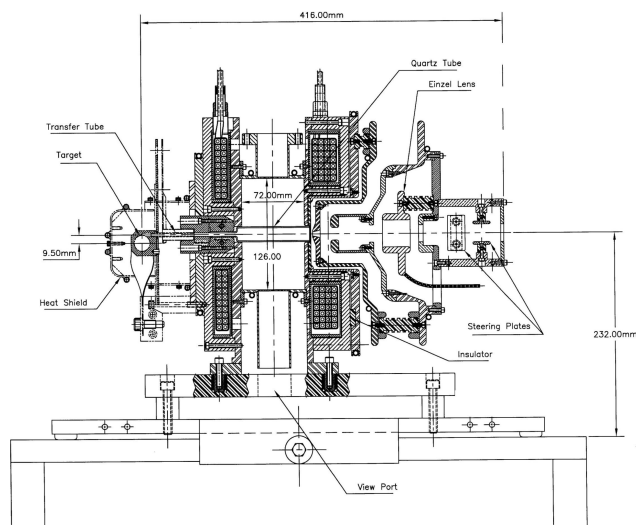 416.00mm
Quartz Tube
Einzel Lens
Transfer Tube
Target
72.00mm
9.50mm
126.00
Heat Shield
Steering Plates
232.00mm
Insulator
View Port